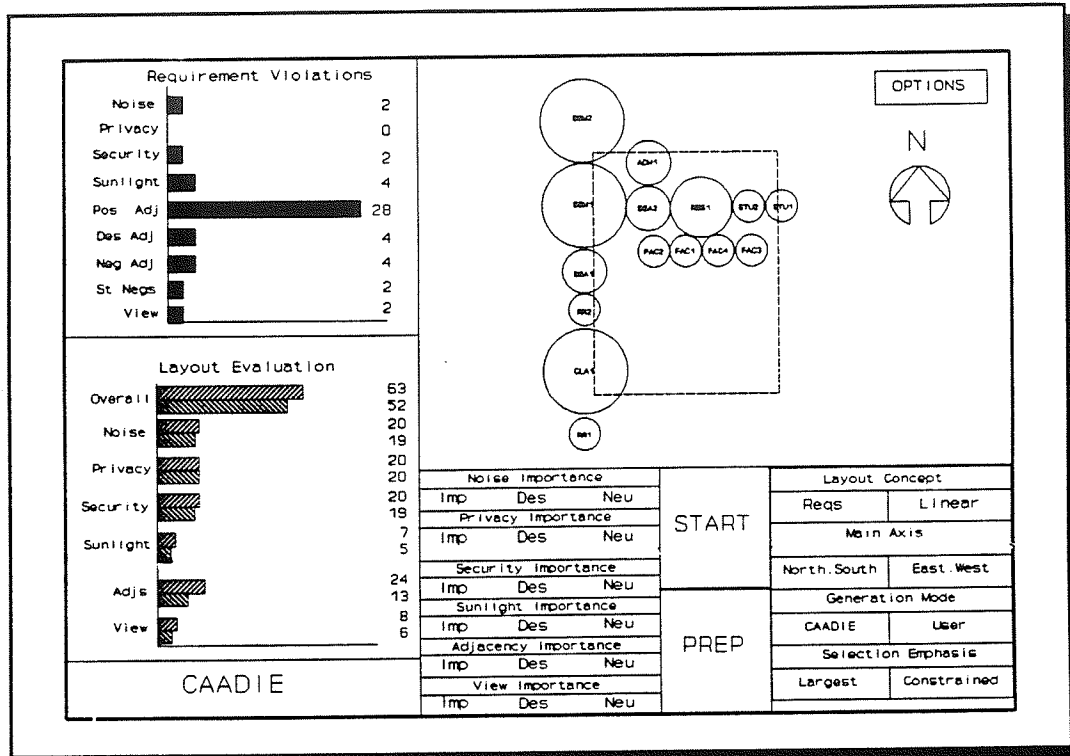 Requirement Violations
Noise 2
Privacy 0
Security 2
Sunlight 4
Pos Adj 28
Des Adj 4
Neg Adj 4
St Negs 2
View 2
Layout Evaluation
Overall 63 52
Noise 20 19
Privacy 20 20
Security 20 19
Sunlight 7 5
Adjs 24 13
View 8 6
CAADIE
OPTIONS
N
ADM1
STU2
STU1
FAC2
FAC1
FAC4
FAC3
RR2
CLA1
RR1
Noise Importance
Imp Des Neu
Privacy Importance
Imp Des Neu
Security Importance
Imp Des Neu
Sunlight Importance
Imp Des Neu
Adjacency Importance
Imp Des Neu
View Importance
Imp Des Neu
START
PREP
Layout Concept
Reqs Linear
Main Axis
North.South East.West
Generation Mode
CAADIE User
Selection Emphasis
Largest Constrained